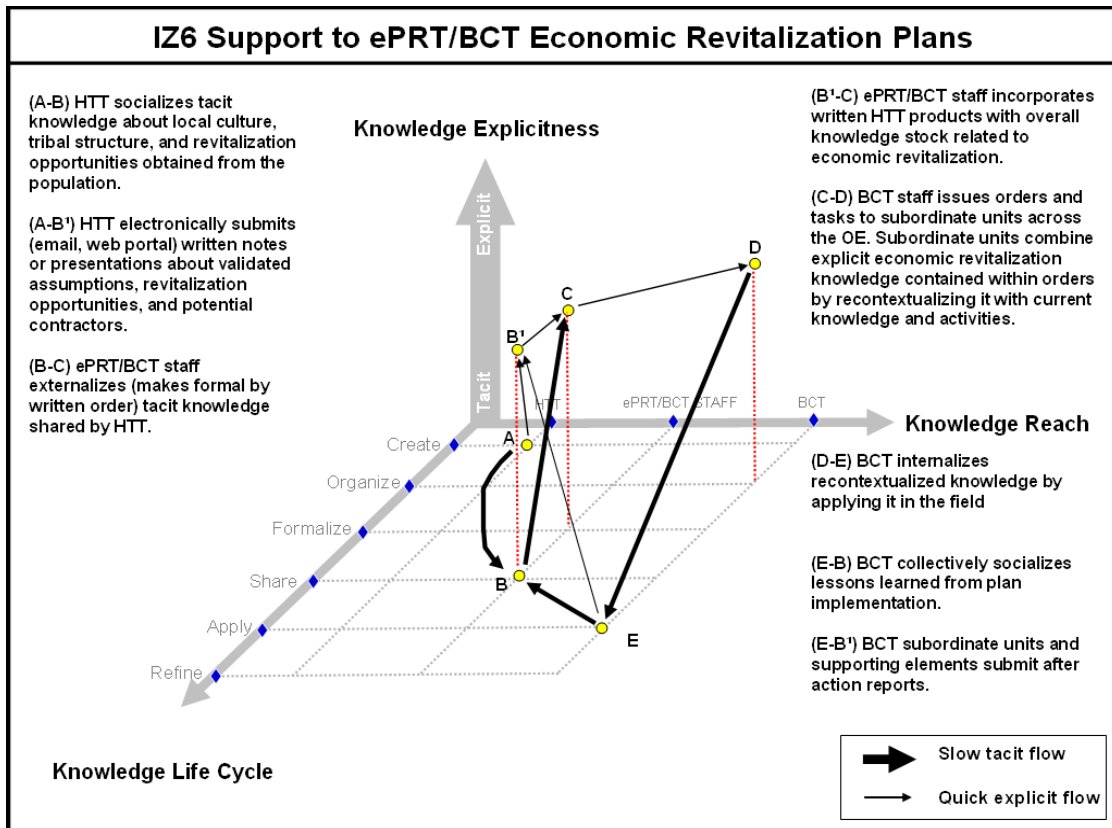 IZ6 Support to ePRT/BCT Economic Revitalization Plans
(A-B) HTT socializes tacit
knowledge about local culture,
tribal structure, and revitalization
opportunities obtained from the
population.
(A-B¹) HTT electronically submits
(email, web portal) written notes
or presentations about validated
assumptions, revitalization
opportunities, and potential
contractors.
(B-C) ePRT/BCT staff
externalizes (makes formal by
written order) tacit knowledge
shared by HTT.
Knowledge Explicitness
Explicit
Tacit
(B¹-C) ePRT/BCT staff incorporates
written HTT products with overall
knowledge stock related to
economic revitalization.
(C-D) BCT staff issues orders and
tasks to subordinate units across
the OE. Subordinate units combine
explicit economic revitalization
knowledge contained within orders
by recontextualizing it with current
knowledge and activities.
D
C
B¹
HTT
ePRT/BCT STAFF
BCT
Knowledge Reach
A
Create
Organize
Formalize
Share
Apply
Refine
B
E
(D-E) BCT internalizes
recontextualized knowledge by
applying it in the field
(E-B) BCT collectively socializes
lessons learned from plan
implementation.
(E-B¹) BCT subordinate units and
supporting elements submit after
action reports.
Knowledge Life Cycle
Slow tacit flow
Quick explicit flow